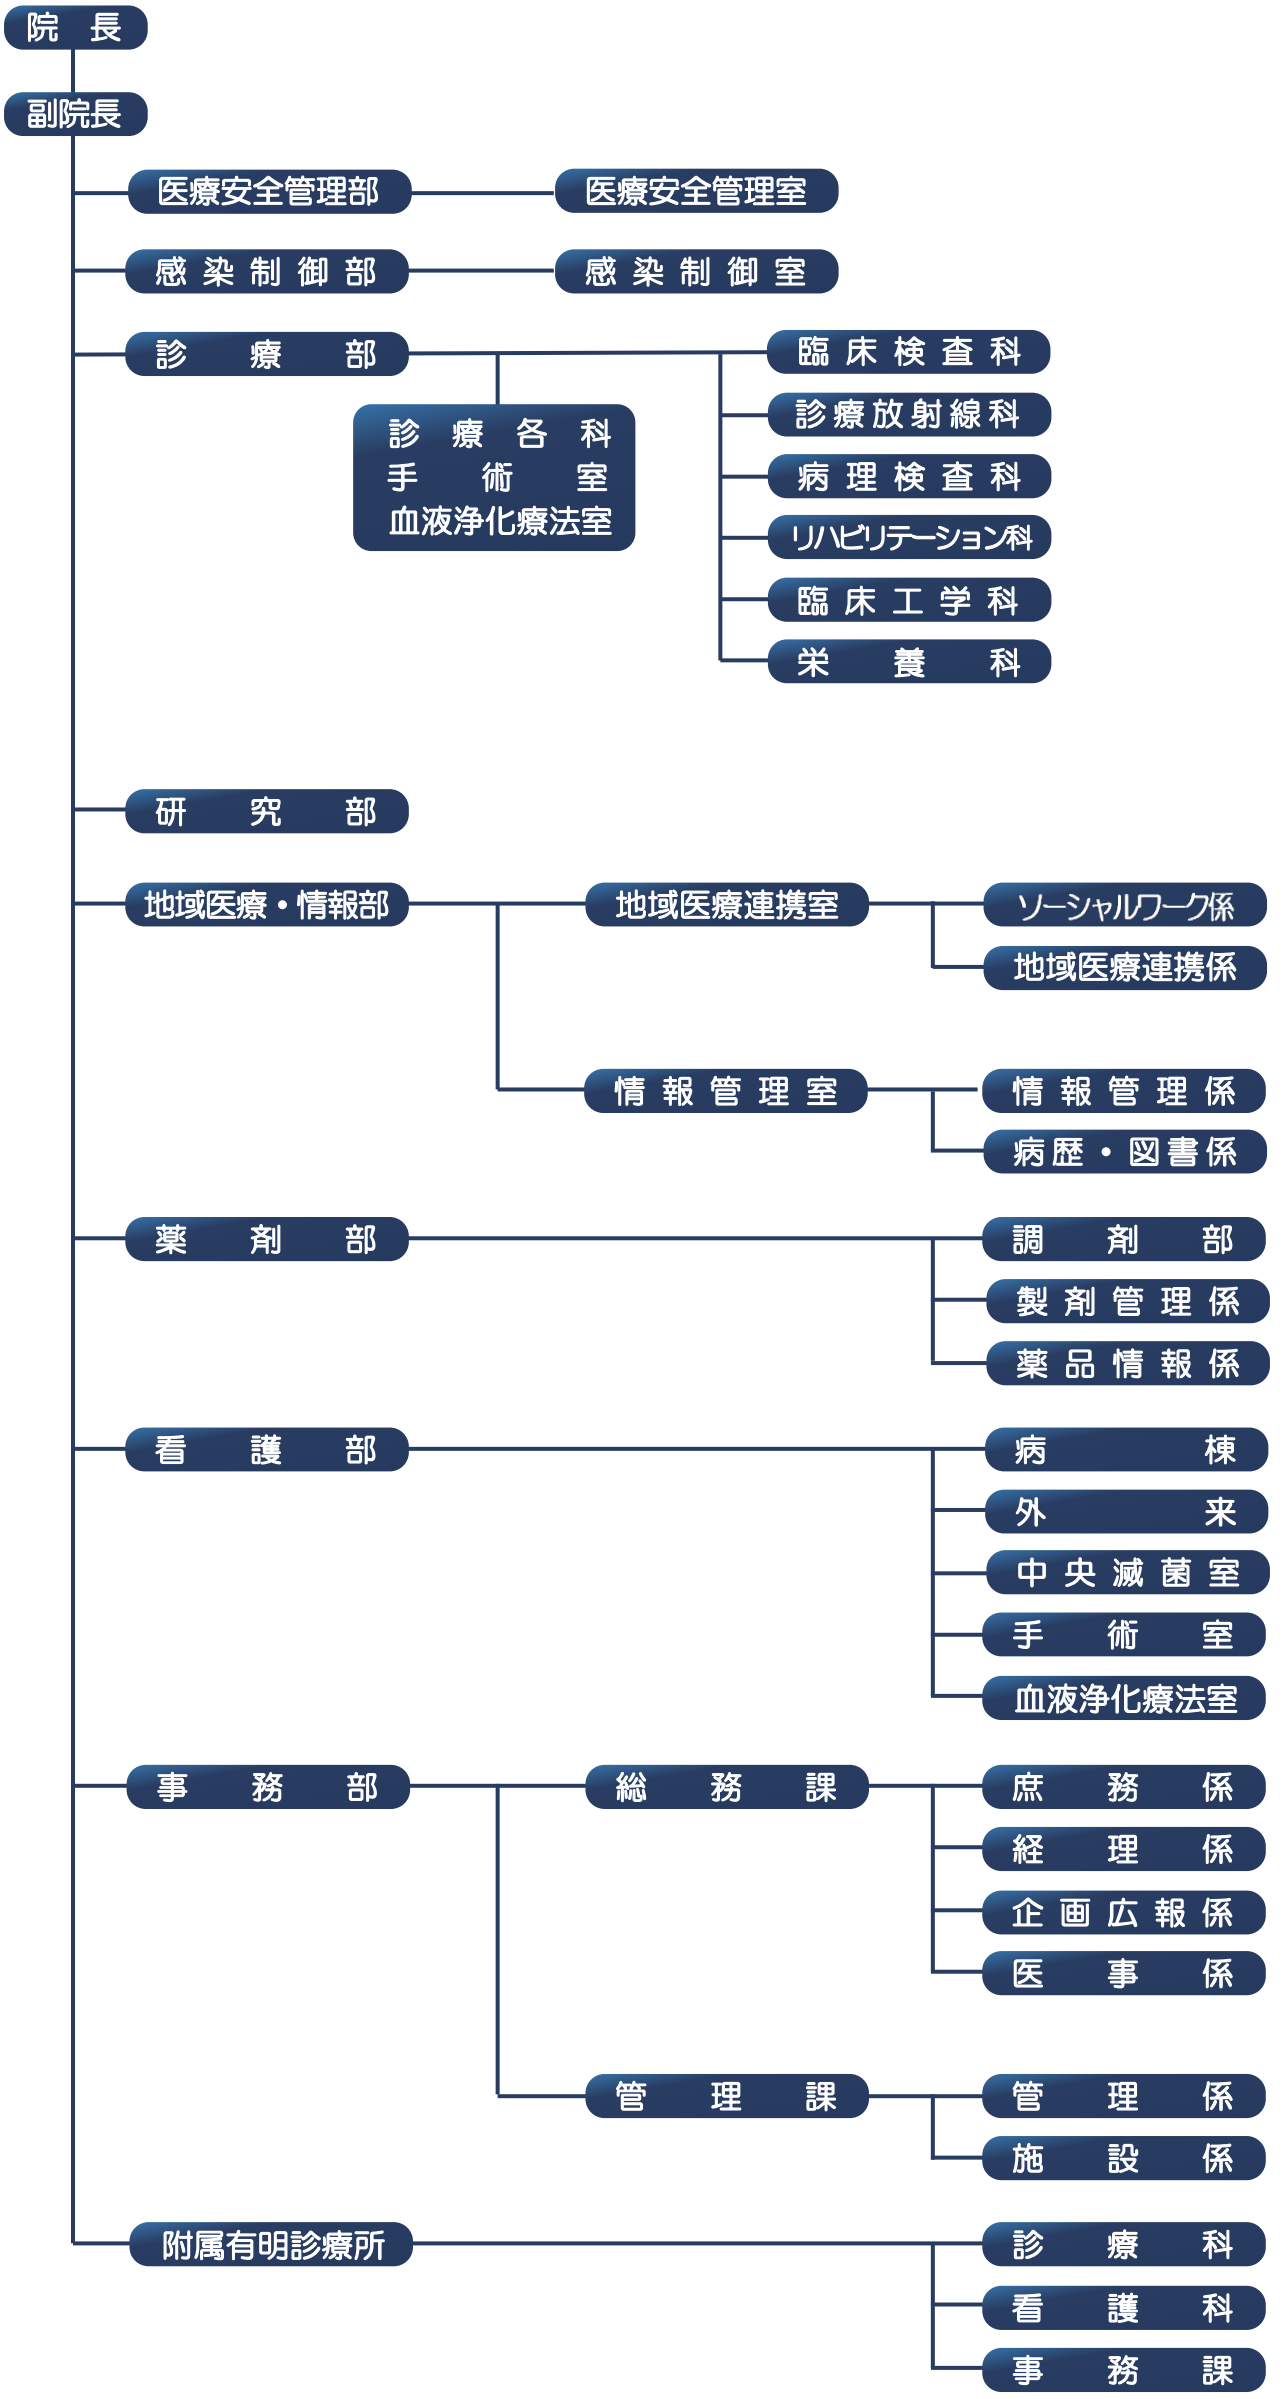 院長
副院長
医療安全管理部
医療安全管理室
感染制御部
感染制御室
診療部
診療各科
手術室
血液浄化療法室
臨床検査科
診療放射線科
病理検査科
リハビリテーション科
臨床工学科
栄養科
研究部
地域医療・情報部
地域医療連携室
ソーシャルワーク係
地域医療連携係
情報管理室
情報管理係
病歴・図書係
薬剤部
調剤部
製剤管理係
薬品情報係
看護部
病棟
外来
中央滅菌室
手術室
血液浄化療法室
事務部
総務課
庶務係
経理係
企画広報係
医事係
管理課
管理係
施設係
附属有明診療所
診療科
看護科
事務課